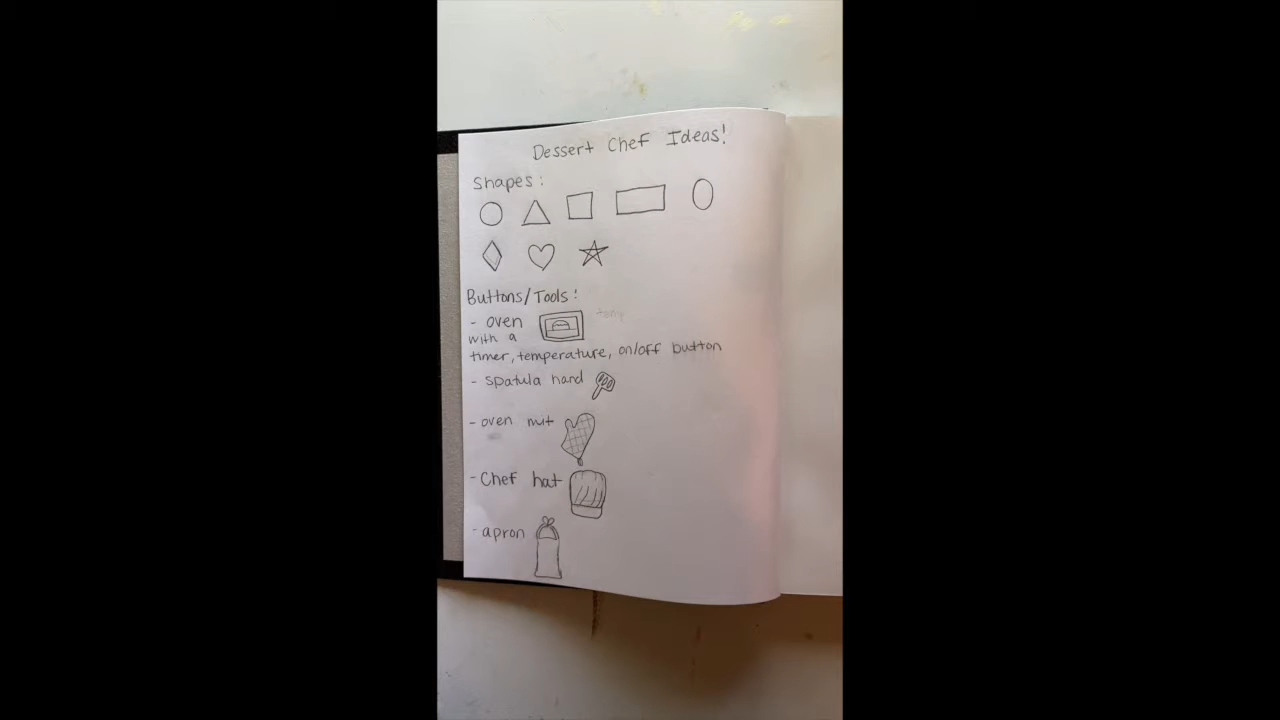 Dessert Chef Ideas!
Shapes:
Buttons/Tools:
- oven
with a
timer, temperature, on/off button
- spatula hand
- oven mit
- Chef hat
- apron